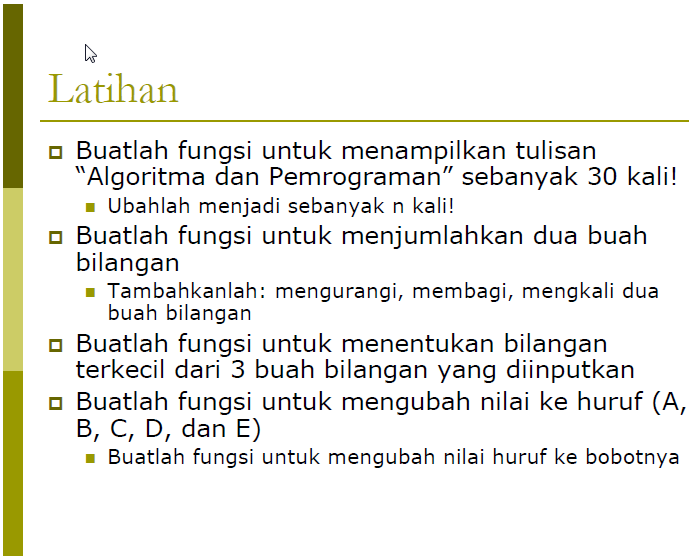 Latihan
Buatlah fungsi untuk menampilkan tulisan
“Algoritma dan Pemrograman” sebanyak 30 kali!
Ubahlah menjadi sebanyak n kali!
Buatlah fungsi untuk menjumlahkan dua buah
bilangan
Tambahkanlah: mengurangi, membagi, mengkali dua
buah bilangan
Buatlah fungsi untuk menentukan bilangan
terkecil dari 3 buah bilangan yang diinputkan
Buatlah fungsi untuk mengubah nilai ke huruf (A,
B, C, D, dan E)
Buatlah fungsi untuk mengubah nilai huruf ke bobotnya